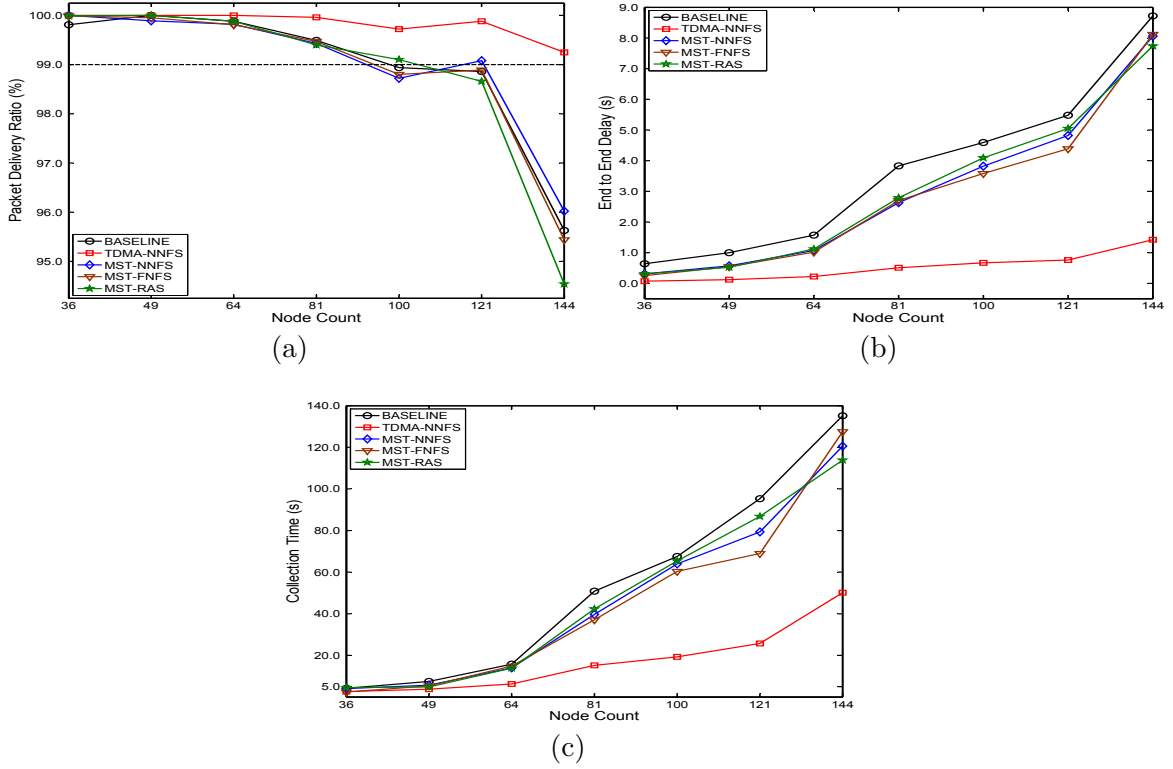 100.0
99.0
98.0
97.0
96.0
95.0
Packet Delivery Ratio (%)
BASELINE
TDMA-NNFS
MST-NNFS
MST-FNFS
MST-RAS
36 49 64 81 100 121 144
Node Count
(a)
9.0
8.0
7.0
6.0
5.0
4.0
3.0
2.0
1.0
0.0
End to End Delay (s)
BASELINE
TDMA-NNFS
MST-NNFS
MST-FNFS
MST-RAS
36 49 64 81 100 121 144
Node Count
(b)
140.0
120.0
100.0
80.0
60.0
40.0
20.0
5.0
Collection Time (s)
BASELINE
TDMA-NNFS
MST-NNFS
MST-FNFS
MST-RAS
36 49 64 81 100 121 144
Node Count
(c)